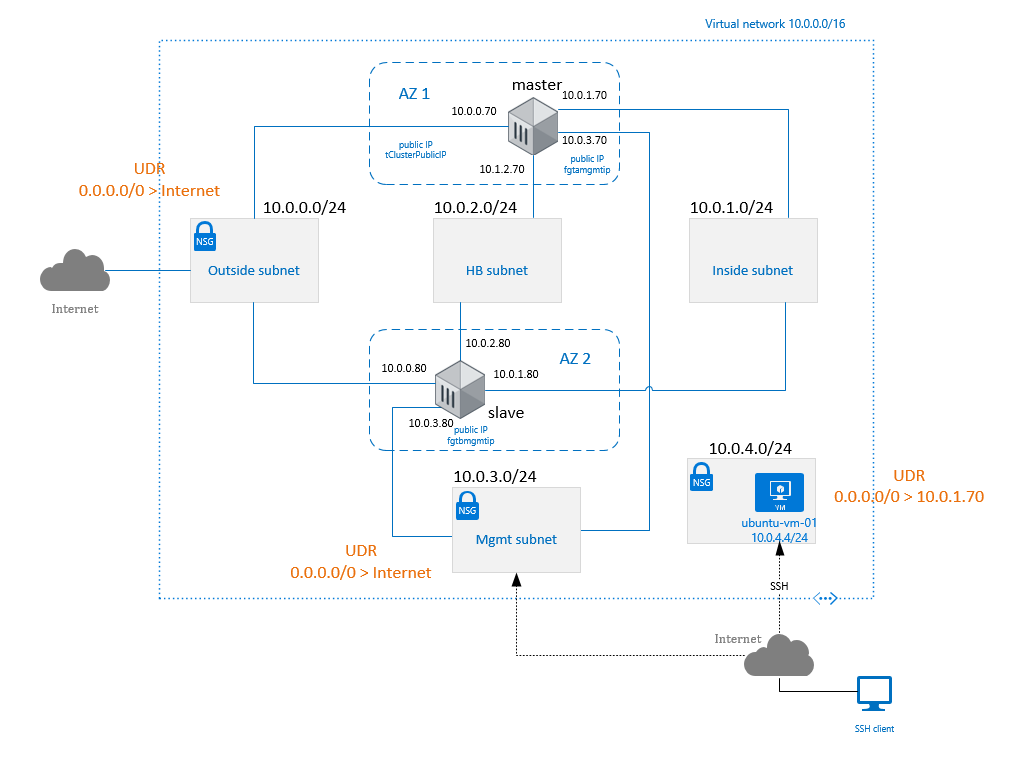 Virtual network 10.0.0.0/16
AZ 1
master
10.0.1.70
10.0.0.70
10.0.3.70
public IP
tClusterPublicIP
public IP
fgtamgmtip
10.1.2.70
UDR
0.0.0.0/0 > Internet
10.0.0.0/24
10.0.2.0/24
10.0.1.0/24
NSG
Outside subnet
HB subnet
Inside subnet
Internet
10.0.2.80
AZ 2
10.0.0.80
10.0.1.80
slave
10.0.3.80
public IP
fgtbmgmtip
10.0.3.0/24
10.0.4.0/24
NSG
NSG
VM
UDR
0.0.0.0/0 > 10.0.1.70
ubuntu-vm-01
10.0.4.4/24
Mgmt subnet
UDR
0.0.0.0/0 > Internet
SSH
Internet
SSH client